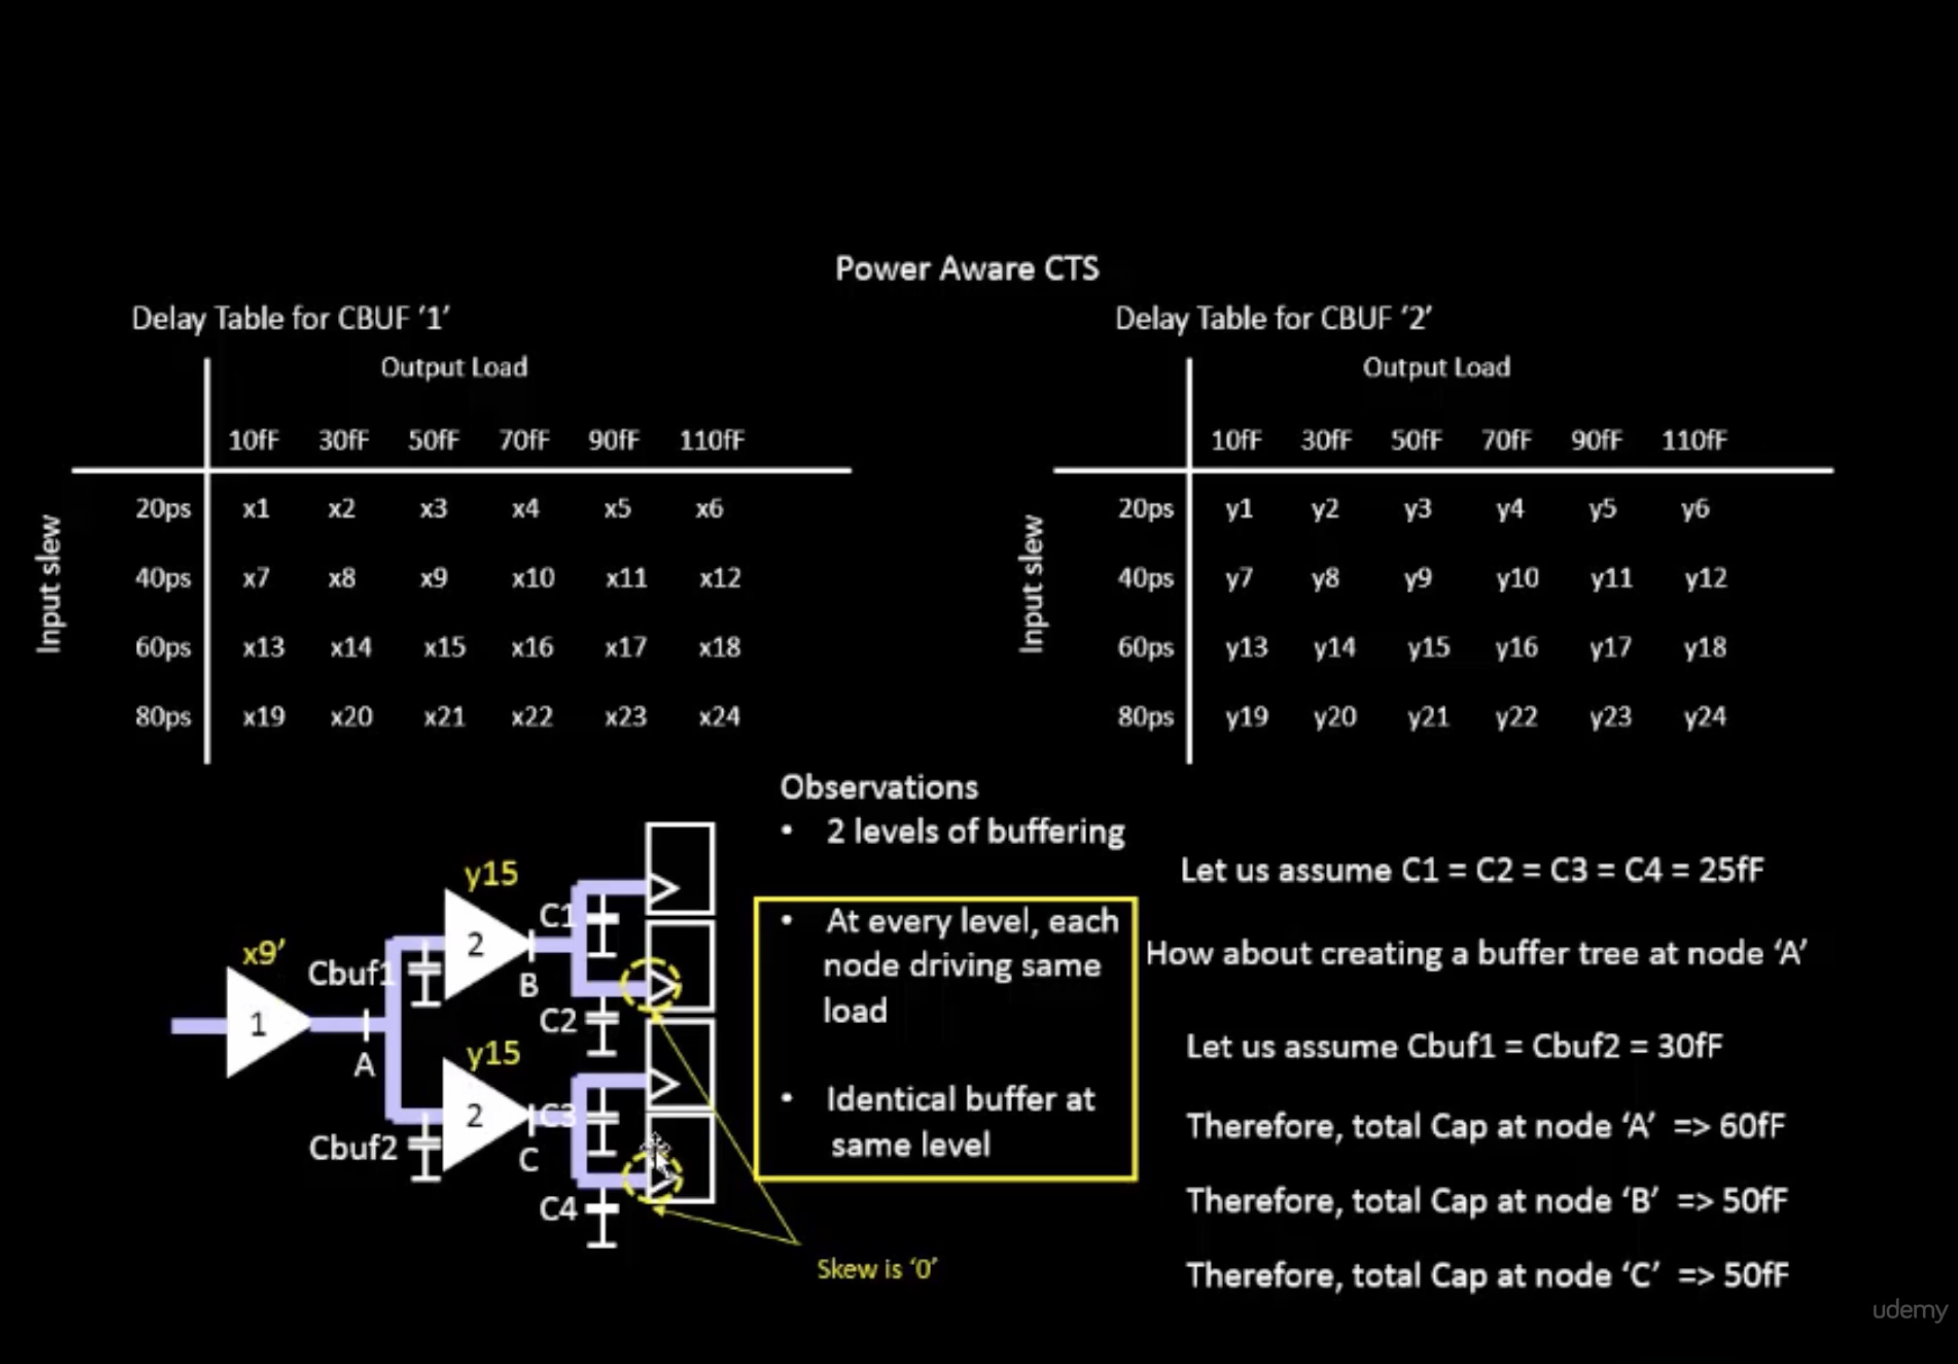 Power Aware CTS
Delay Table for CBUF ‘1’
Output Load
10fF 30fF 50fF 70fF 90fF 110fF
Input slew
20ps x1 x2 x3 x4 x5 x6
40ps x7 x8 x9 x10 x11 x12
60ps x13 x14 x15 x16 x17 x18
80ps x19 x20 x21 x22 x23 x24
Delay Table for CBUF ‘2’
Output Load
10fF 30fF 50fF 70fF 90fF 110fF
Input slew
20ps y1 y2 y3 y4 y5 y6
40ps y7 y8 y9 y10 y11 y12
60ps y13 y14 y15 y16 y17 y18
80ps y19 y20 y21 y22 y23 y24
x9’
1
A
Cbuf1
y15
2
B
C1
C2
Cbuf2
y15
2
C
C3
C4
Skew is ‘0’
Observations
• 2 levels of buffering
• At every level, each
node driving same
load
• Identical buffer at
same level
Let us assume C1 = C2 = C3 = C4 = 25fF
How about creating a buffer tree at node ‘A’
Let us assume Cbuf1 = Cbuf2 = 30fF
Therefore, total Cap at node ‘A’ => 60fF
Therefore, total Cap at node ‘B’ => 50fF
Therefore, total Cap at node ‘C’ => 50fF
udemy